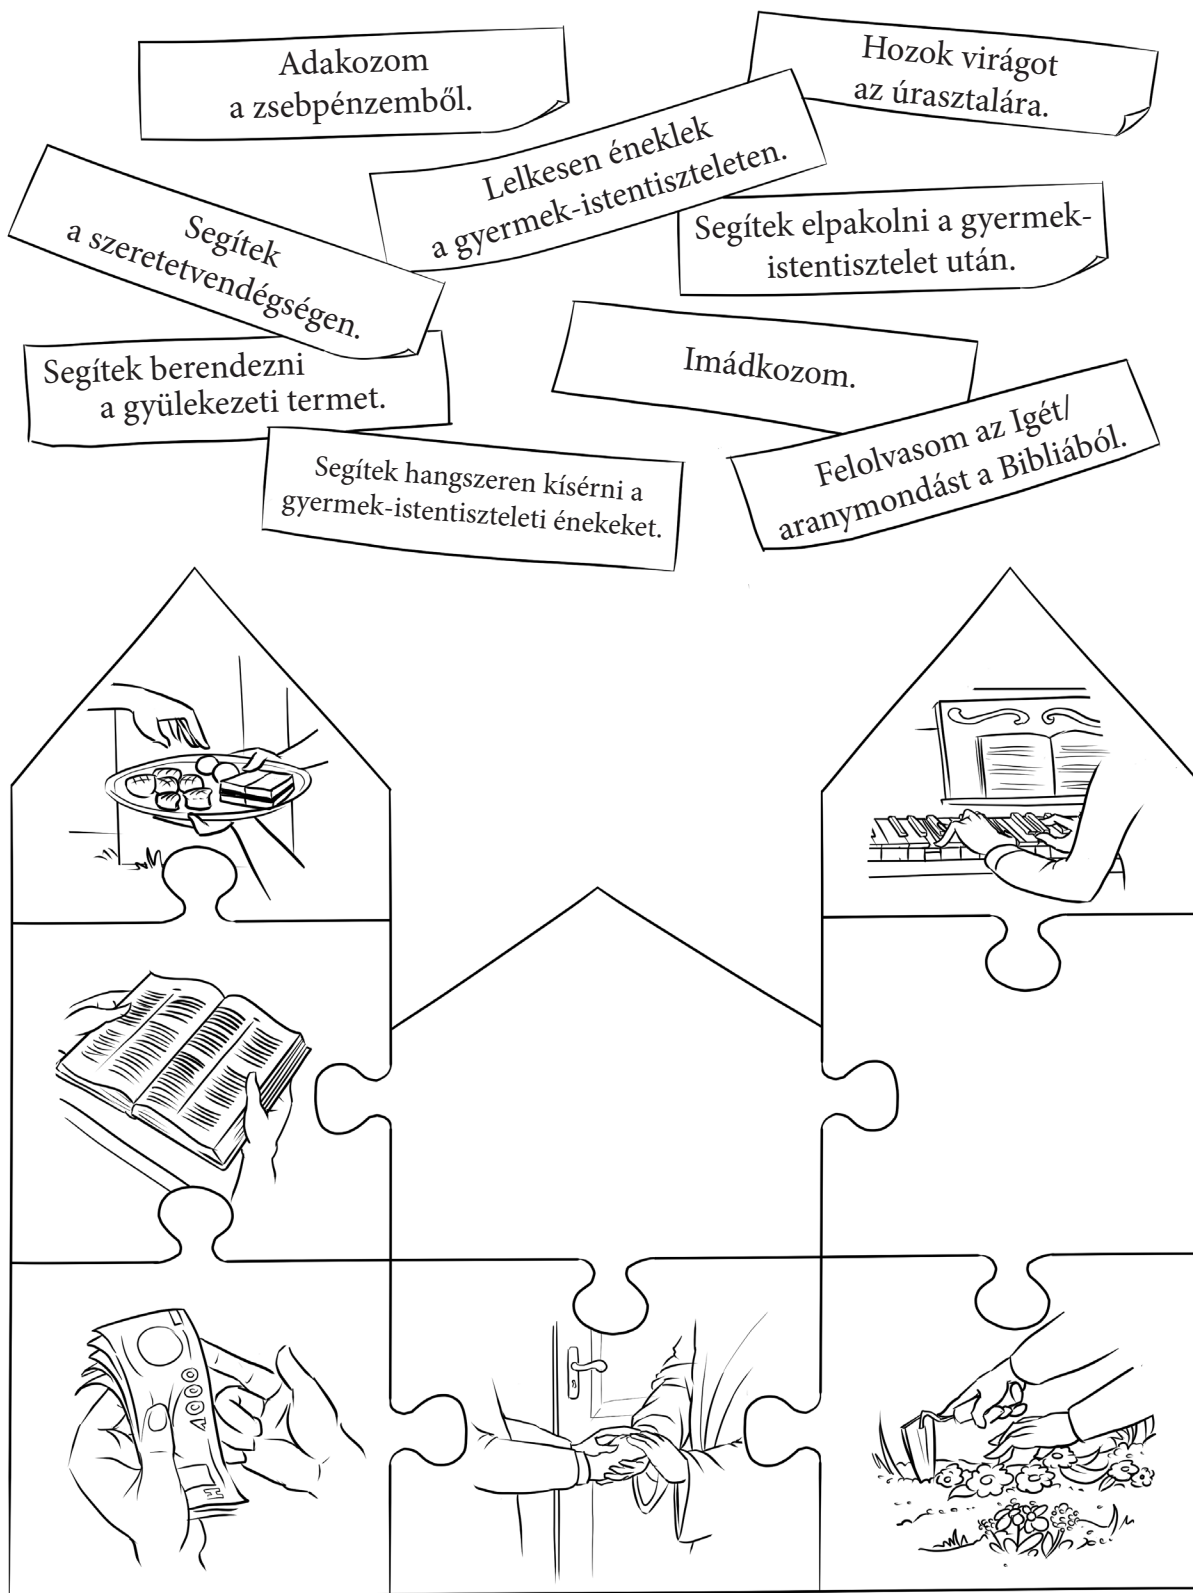 Adakozom
a zsebpénzemből.
Hozok virágot
az úrasztalára.
Lelkesen éneklek
a gyermek-istentiszteleten.
Segítek
a szeretetvendégségen.
Segítek elpakolni a gyermek-
istentisztelet után.
Segítek berendezni
a gyülekezeti termet.
Imádkozom.
Felolvasom az Igét/
aranymondást a Bibliából.
Segítek hangszeren kísérni a
gyermek-istentiszteleti énekeket.